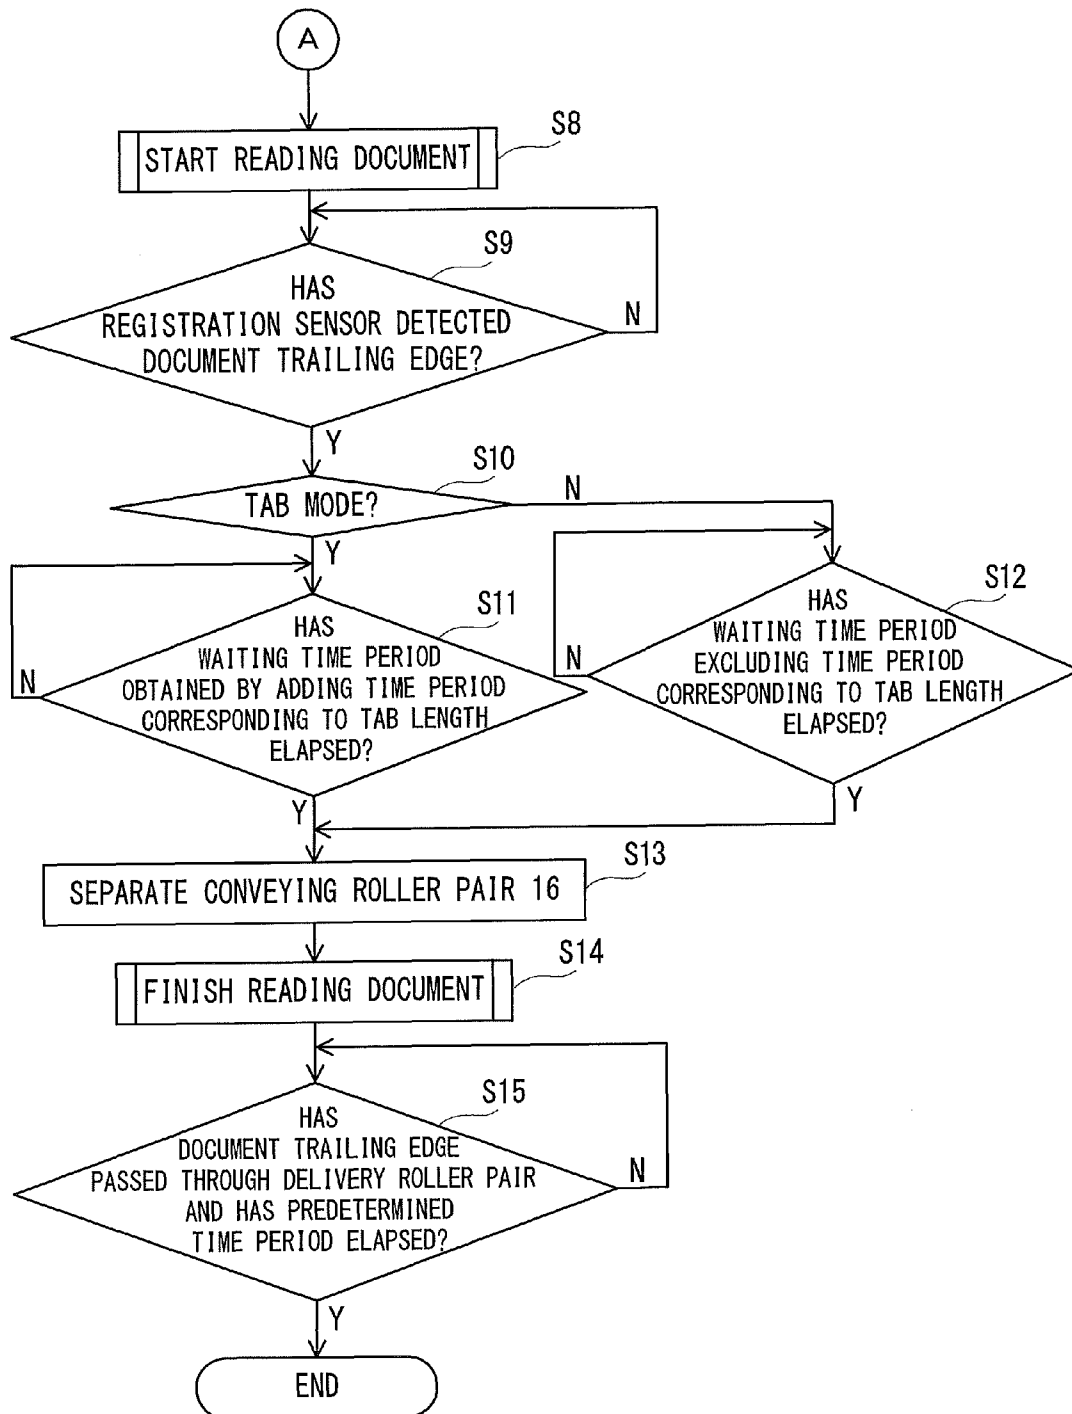 A
START READING DOCUMENT
S8
S9
HAS
REGISTRATION SENSOR DETECTED
DOCUMENT TRAILING EDGE?
N
Y
S10
TAB MODE?
N
Y
S11
HAS
WAITING TIME PERIOD
OBTAINED BY ADDING TIME PERIOD
CORRESPONDING TO TAB LENGTH
ELAPSED?
N
Y
S12
HAS
WAITING TIME PERIOD
EXCLUDING TIME PERIOD
CORRESPONDING TO TAB LENGTH
ELAPSED?
N
Y
S13
SEPARATE CONVEYING ROLLER PAIR 16
S14
FINISH READING DOCUMENT
S15
HAS
DOCUMENT TRAILING EDGE
PASSED THROUGH DELIVERY ROLLER PAIR
AND HAS PREDETERMINED
TIME PERIOD ELAPSED?
N
Y
END